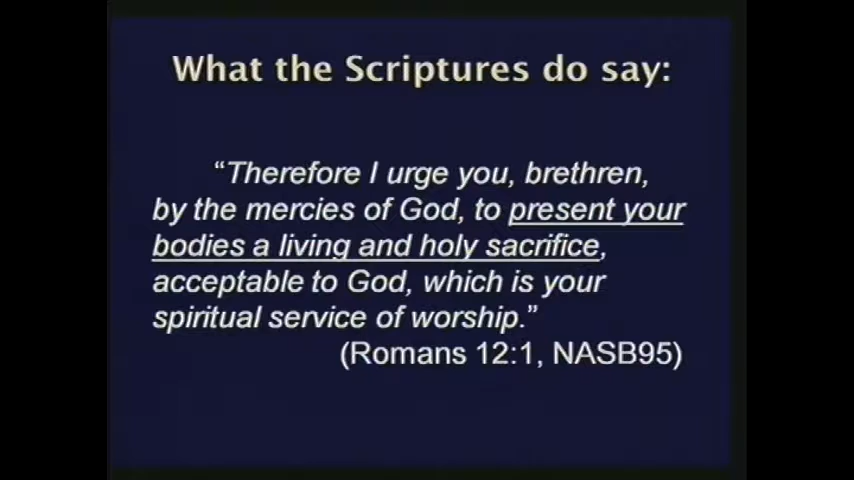 What the Scriptures do say:
“Therefore I urge you, brethren,
by the mercies of God, to present your
bodies a living and holy sacrifice,
acceptable to God, which is your
spiritual service of worship.”
(Romans 12:1, NASB95)